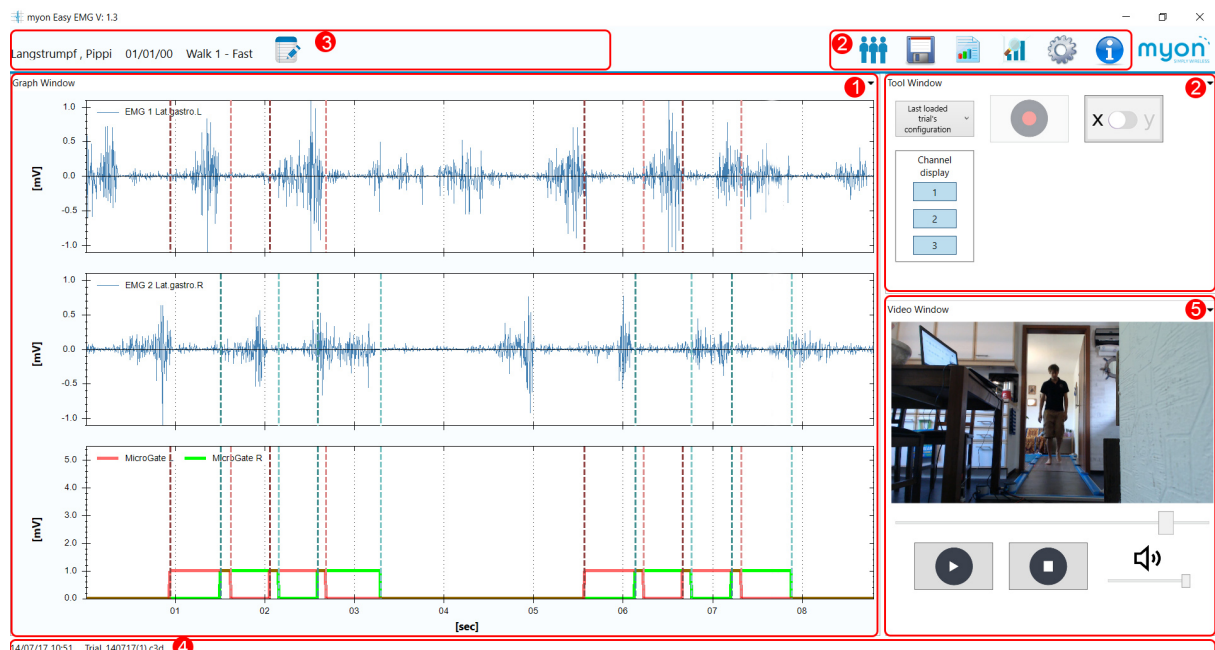 myon Easy EMG V: 1.3
Langstrumpf , Pippi 01/01/00 Walk 1 - Fast
3
2
myon
SIMPLY WIRELESS
Graph Window
1
1.0
0.5
0.0
-0.5
-1.0
[mV]
EMG 1 Lat.gastro.L
1.0
0.5
0.0
-0.5
-1.0
[mV]
EMG 2 Lat.gastro.R
5.0
4.0
3.0
2.0
1.0
0.0
[mV]
MicroGate MicroGate R
01 02 03 04 05 06 07 08
[sec]
Tool Window
2
Last loaded
trial's
configuration
x y
Channel
display
1
2
3
Video Window
5
14/07/17 10:51 Trial_140717(1).c3d
4